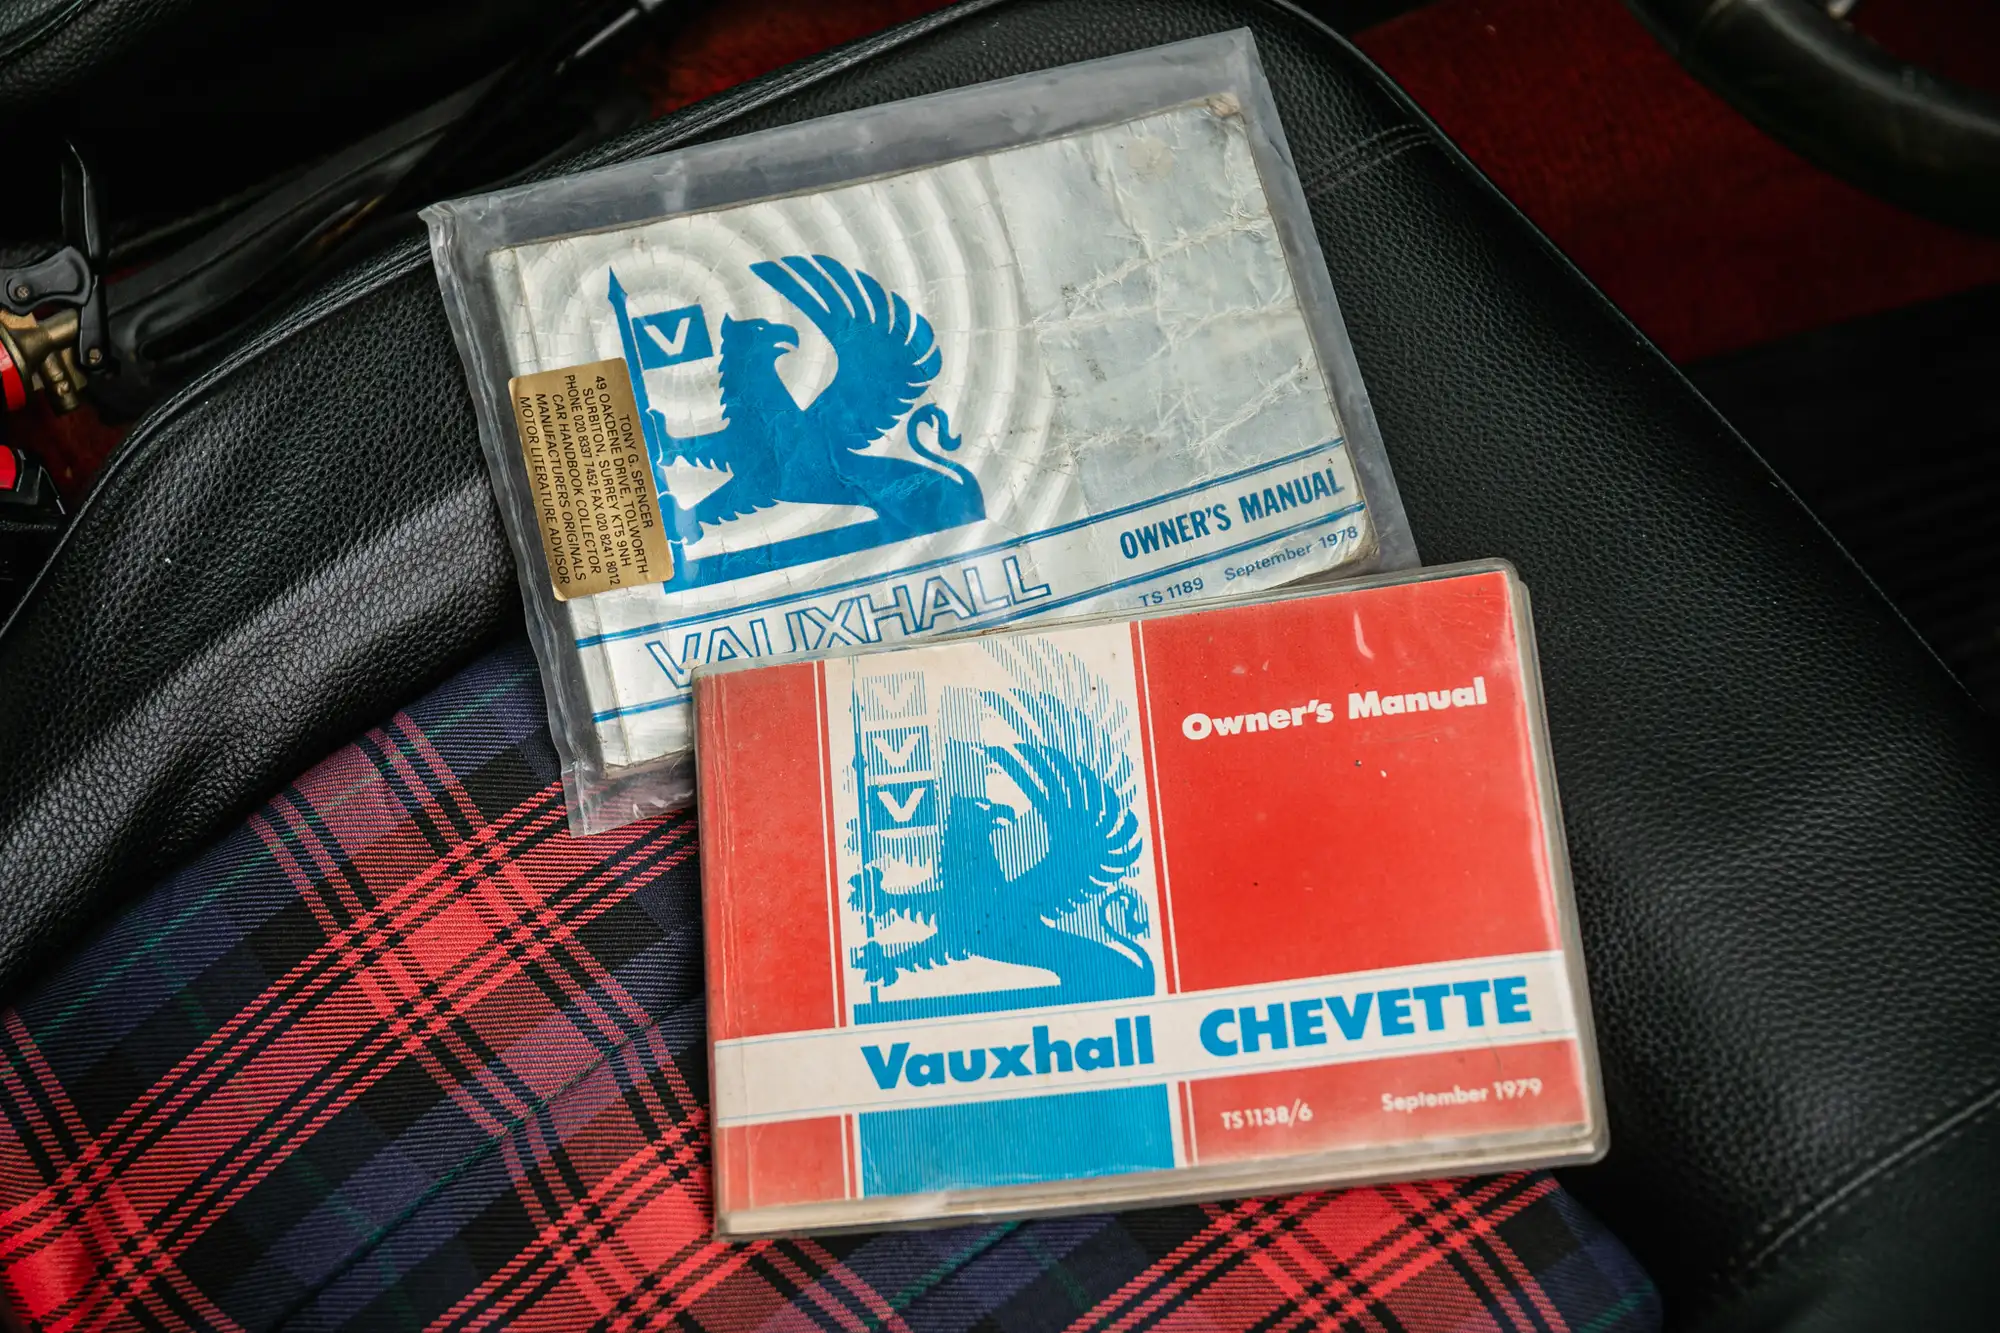 V
TONY G. SPENCER
49 OAKDENE DRIVE, TOLWORTH
SURBITON, SURREY KT5 9NH
PHONE 020 8337 7452 FAX 020 8241 8012
CAR HANDBOOK COLLECTOR
MANUFACTURERS ORIGINALS
MOTOR LITERATURE ADVISOR
OWNER'S MANUAL
VAUXHALL
TS 1189 September 1978
V
V
V
Owner's Manual
Vauxhall CHEVETTE
TS1138/6 September 1979